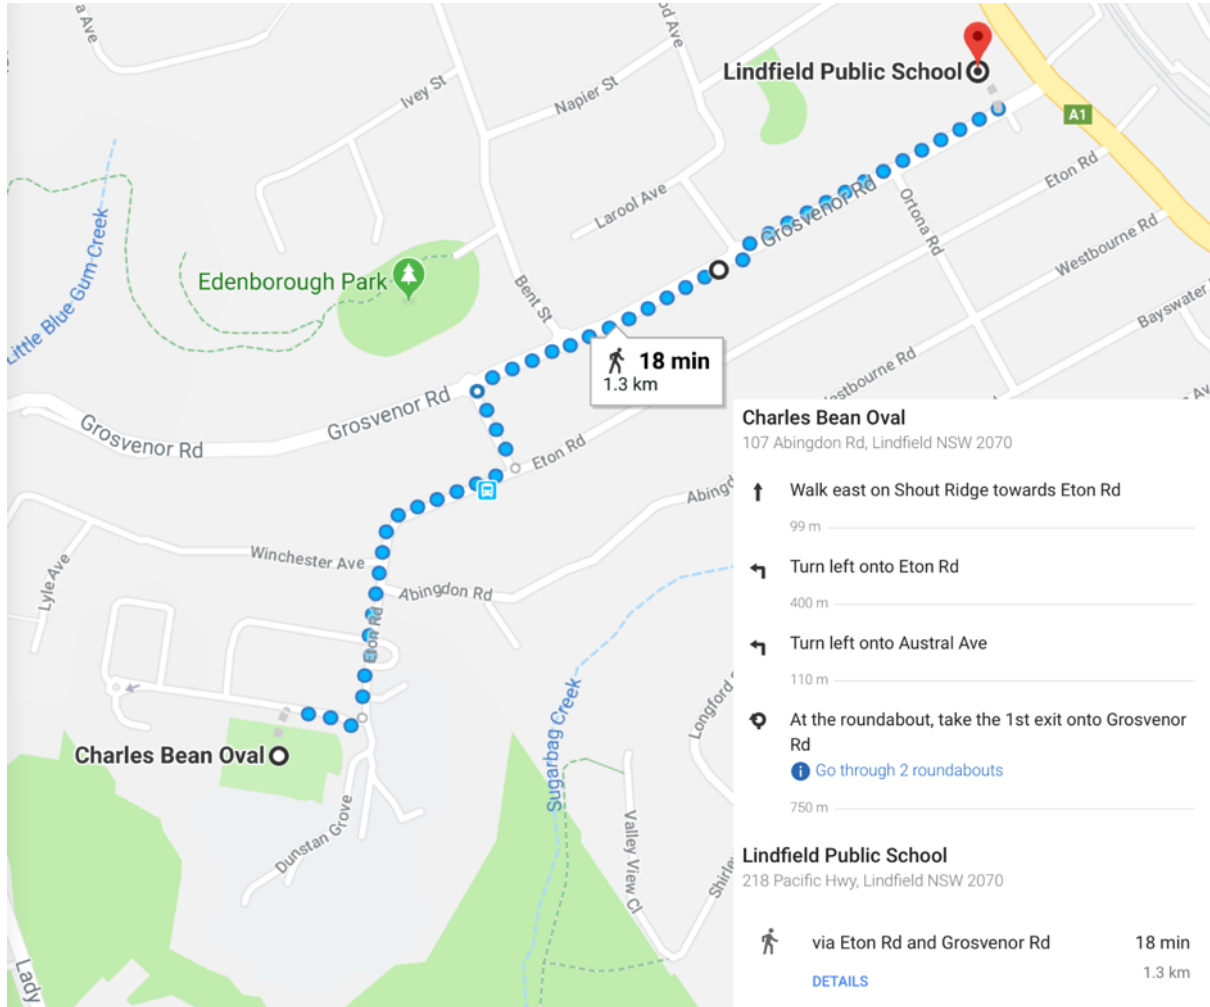 a Ave
Ivey St
Napier St
od Ave
Lindfield Public School
A1
Eton Rd
Larool Ave
Grosvenor Rd
Ortona Rd
Westbourne Rd
Bayswater
Little Blue Gum Creek
Edenborough Park
Bent St
18 min
1.3 km
Grosvenor Rd
Grosvenor Rd
Eton Rd
stbourne Rd
Abingd
Winchester Ave
Lyle Ave
Abingdon Rd
Eton Rd
Charles Bean Oval
Dunstan Grove
Sugarbag Creek
Longford
Valley View Cl
Shirley
Lady
Charles Bean Oval
107 Abingdon Rd, Lindfield NSW 2070
Walk east on Shout Ridge towards Eton Rd
99 m
Turn left onto Eton Rd
400 m
Turn left onto Austral Ave
110 m
At the roundabout, take the 1st exit onto Grosvenor
Rd
Go through 2 roundabouts
750 m
Lindfield Public School
218 Pacific Hwy, Lindfield NSW 2070
via Eton Rd and Grosvenor Rd 18 min
DETAILS 1.3 km